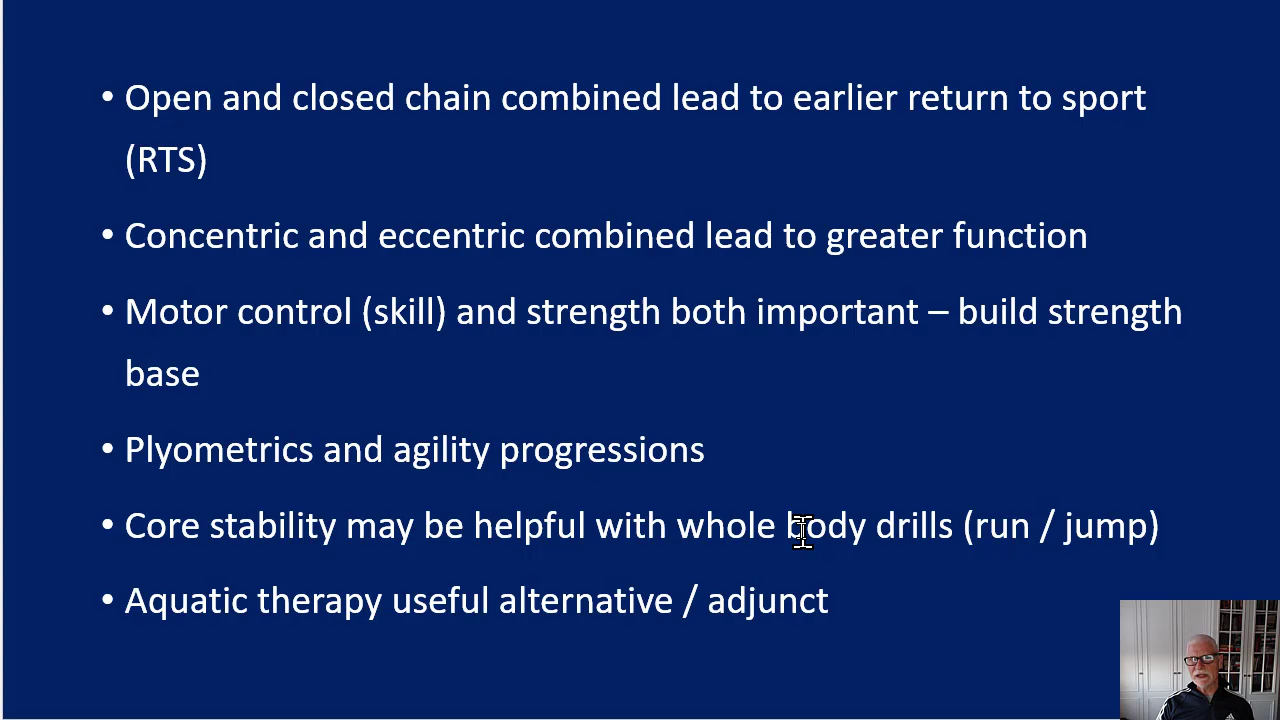 • Open and closed chain combined lead to earlier return to sport
(RTS)
• Concentric and eccentric combined lead to greater function
• Motor control (skill) and strength both important – build strength
base
• Plyometrics and agility progressions
• Core stability may be helpful with whole body drills (run / jump)
• Aquatic therapy useful alternative / adjunct